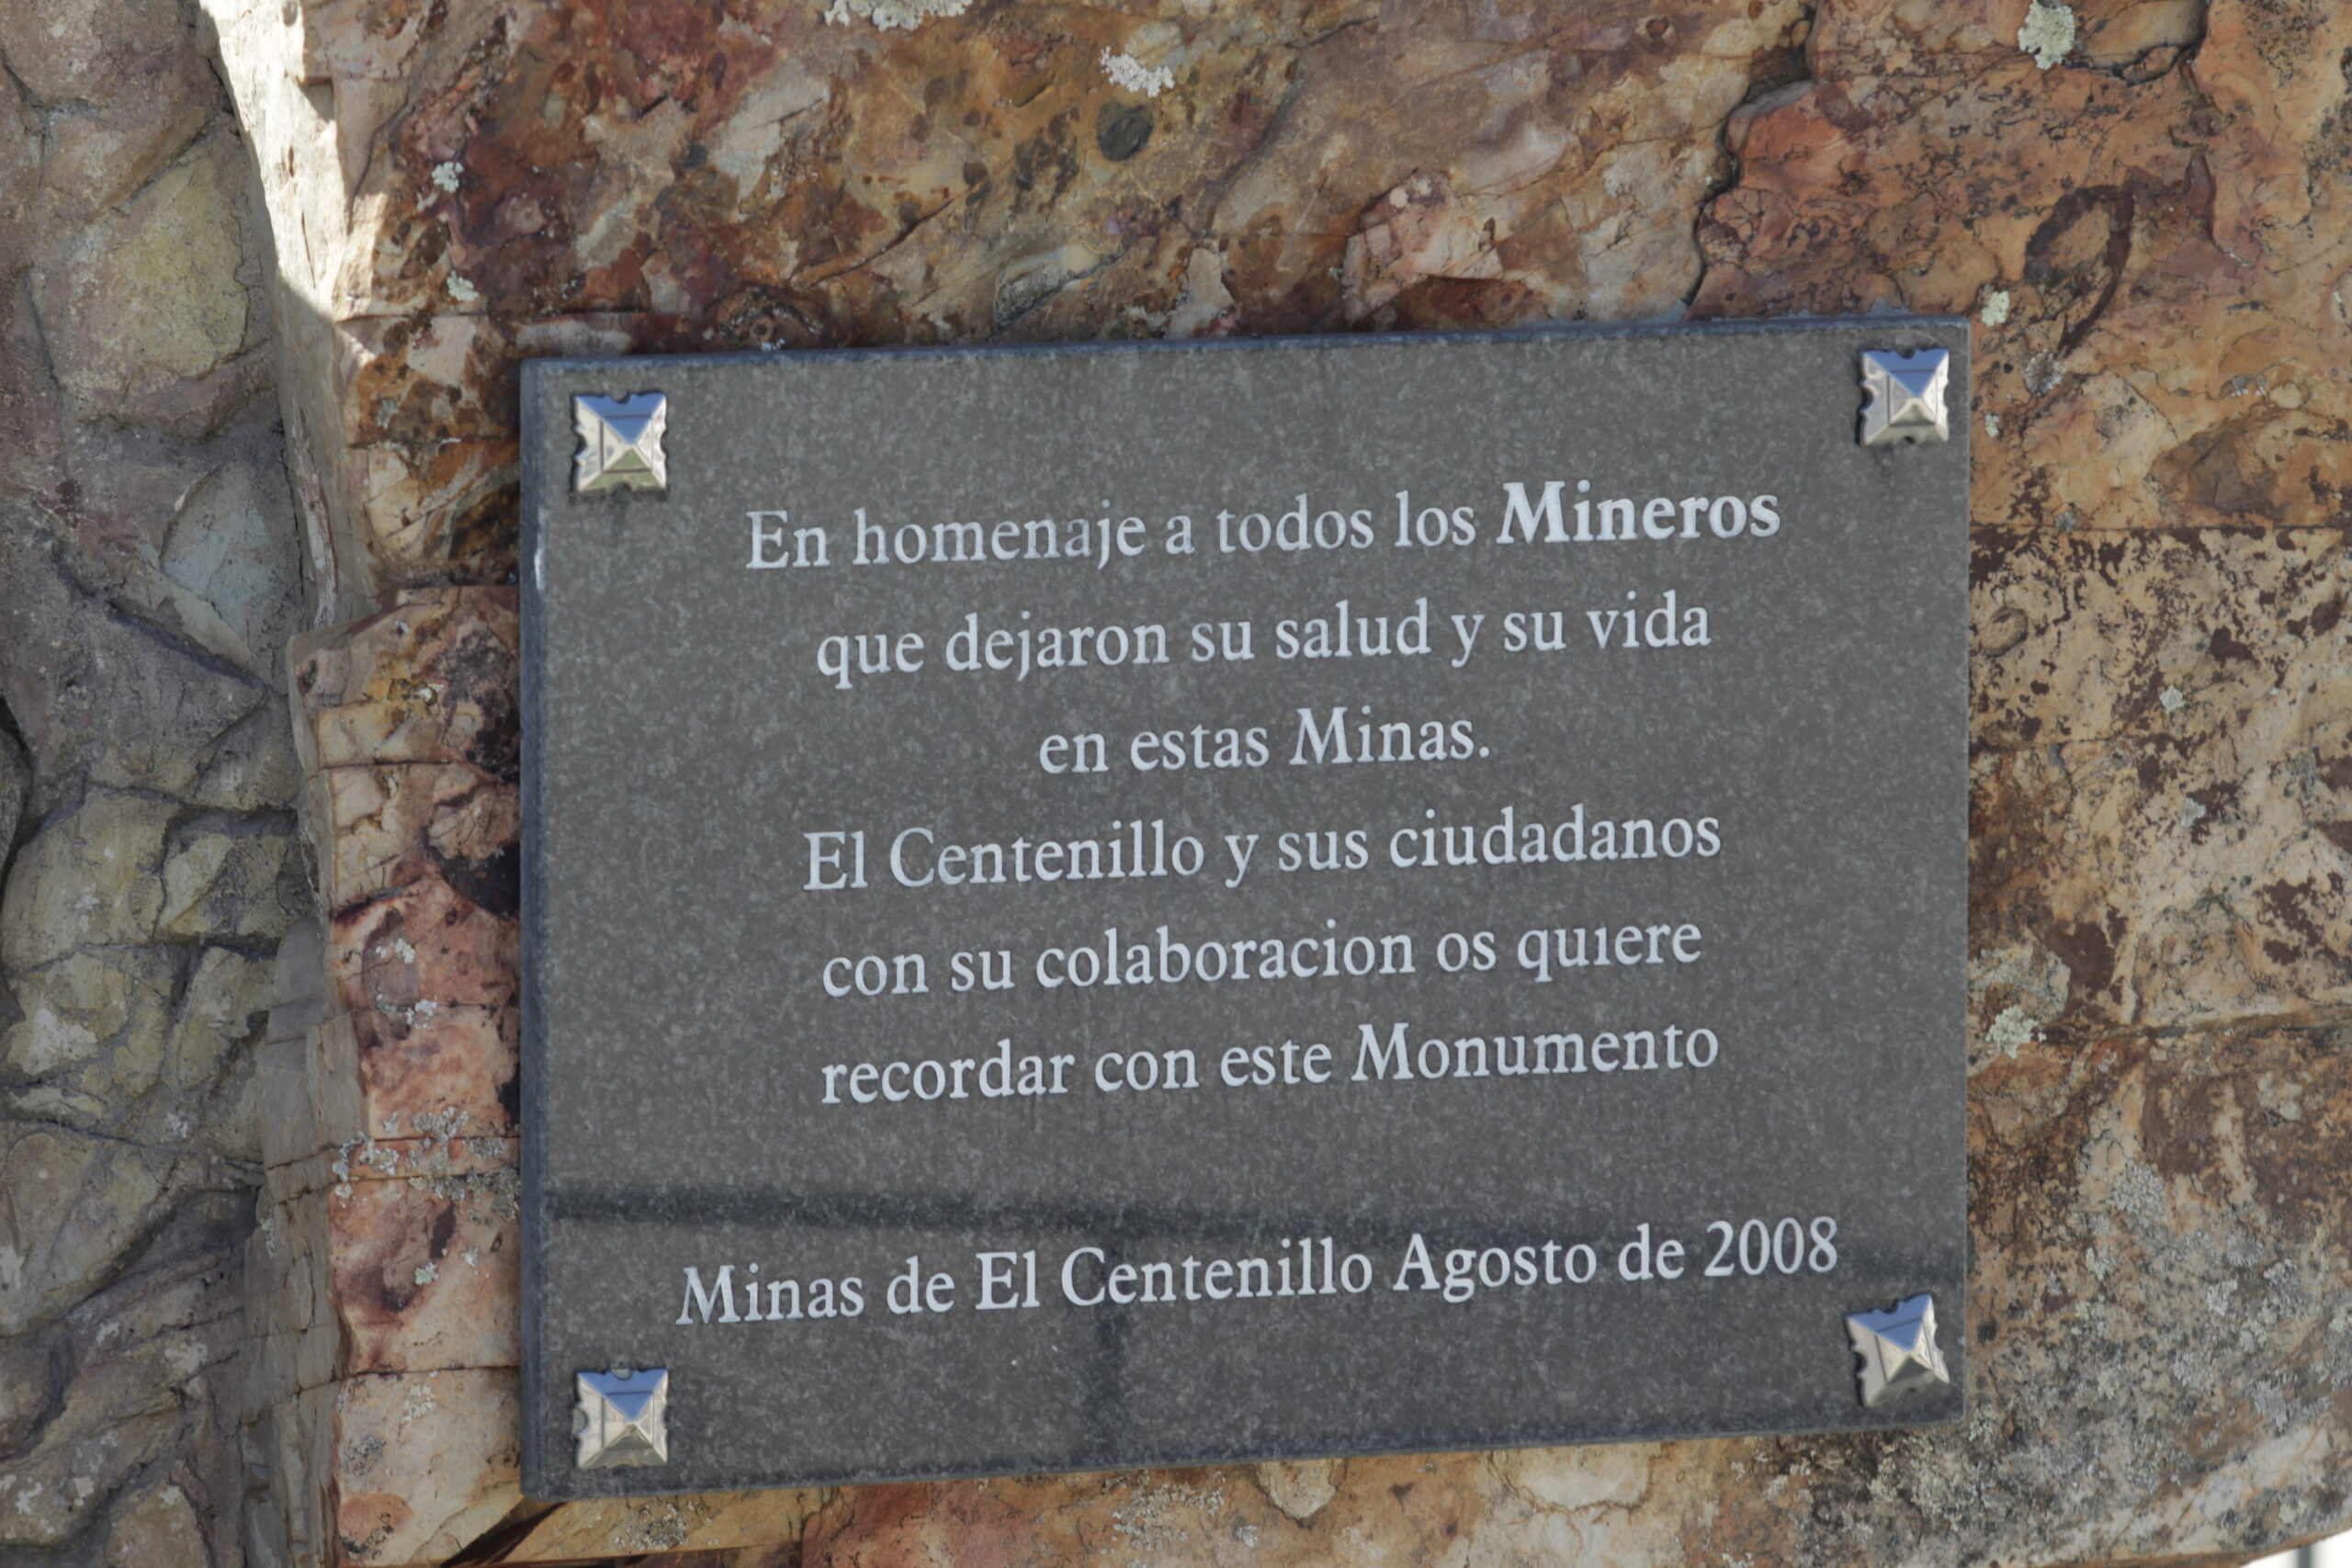 En homenaje a todos los Mineros
que dejaron su salud y su vida
en estas Minas.
El Centenillo y sus ciudadanos
con su colaboracion os quiere
recordar con este Monumento
Minas de El Centenillo Agosto de 2008